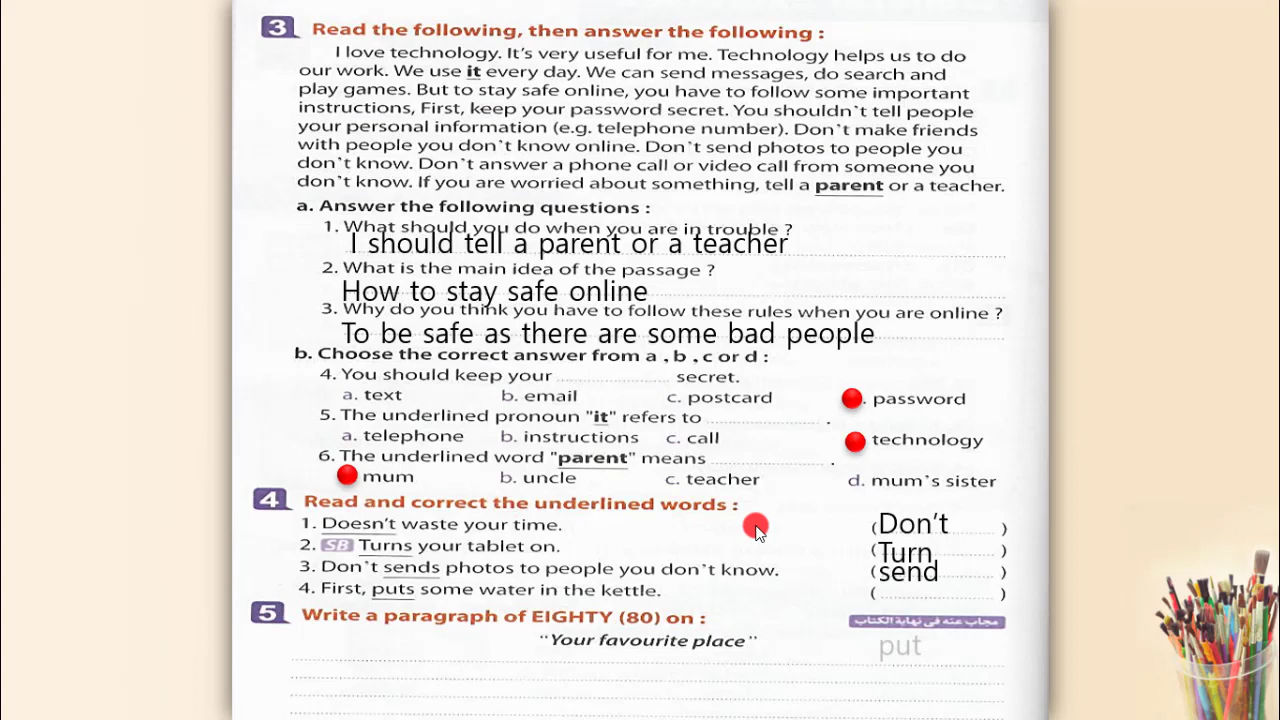 3 Read the following, then answer the following :
I love technology. It's very useful for me. Technology helps us to do
our work. We use it every day. We can send messages, do search and
play games. But to stay safe online, you have to follow some important
instructions, First, keep your password secret. You shouldn`t tell people
your personal information (e.g. telephone number). Don`t make friends
with people you don`t know online. Don`t send photos to people you
don`t know. Don`t answer a phone call or video call from someone you
don`t know. If you are worried about something, tell a parent or a teacher.
a. Answer the following questions :
1. What should you do when you are in trouble ?
I should tell a parent or a teacher
2. What is the main idea of the passage ?
How to stay safe online
3. Why do you think you have to follow these rules when you are online ?
To be safe as there are some bad people
b. Choose the correct answer from a , b , c or d :
4. You should keep your .................... secret.
a. text b. email c. postcard . password
5. The underlined pronoun "it" refers to .................... .
a. telephone b. instructions c. call technology
6. The underlined word "parent" means .................... .
mum b. uncle c. teacher d. mum`s sister
4 Read and correct the underlined words :
1. Doesn't waste your time. (Don't .......... )
2. SB Turns your tablet on. (Turn .......... )
3. Don`t sends photos to people you don`t know. (send .......... )
4. First, puts some water in the kettle. ( .................... )
5 Write a paragraph of EIGHTY (80) on : مجاب عنه فى نهاية الكتاب
"Your favourite place" put